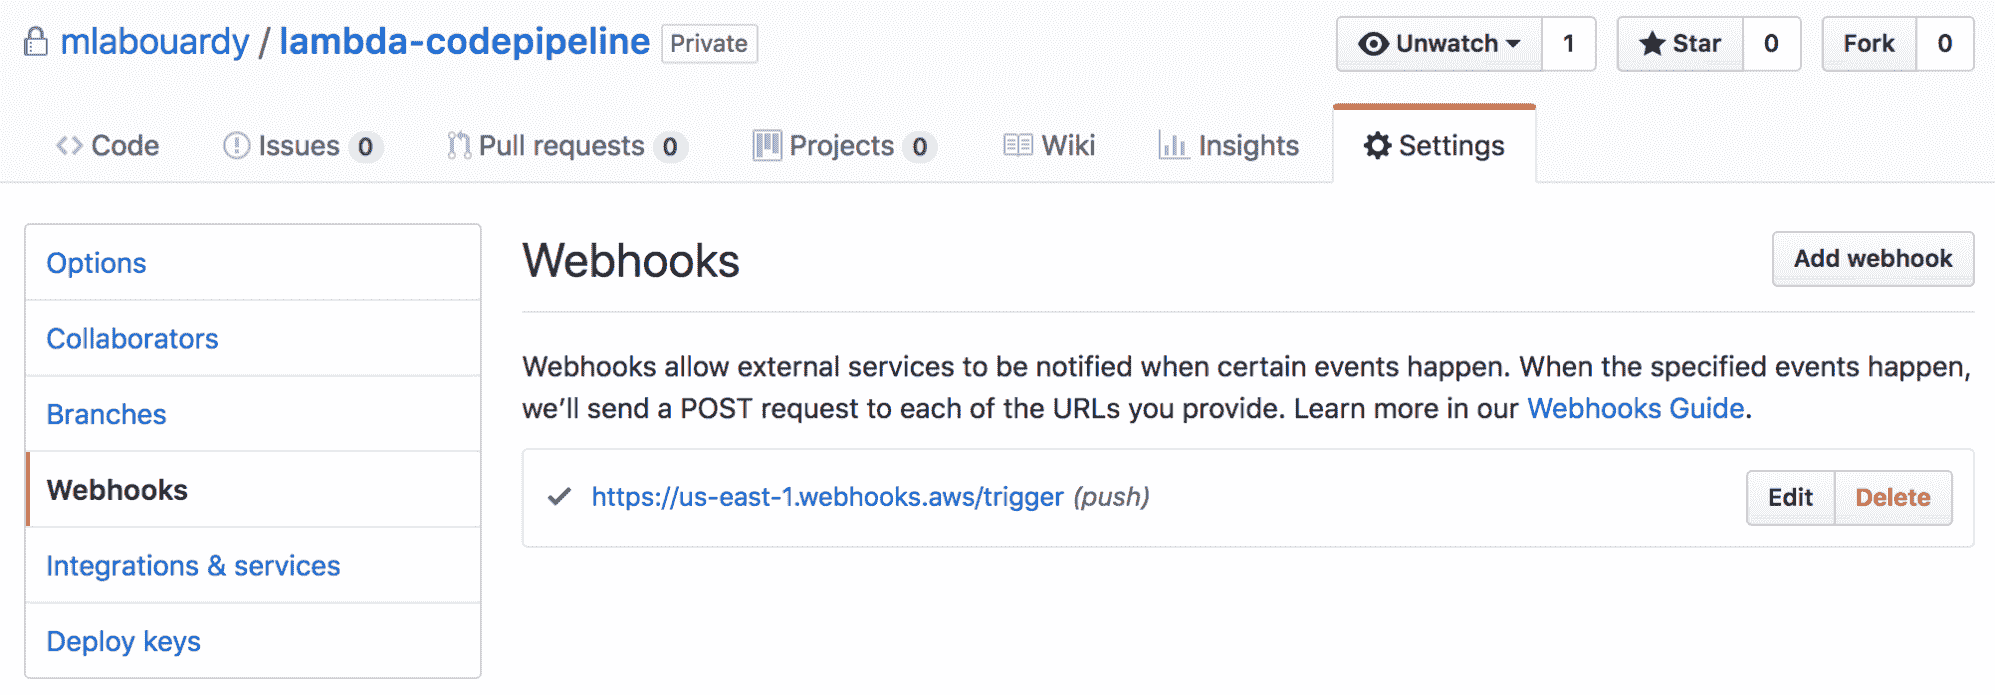 mlabouardy / lambda-codepipeline Private Unwatch 1 Star 0 Fork 0
Code Issues 0 Pull requests 0 Projects 0 Wiki Insights Settings
Options
Collaborators
Branches
Webhooks
Integrations & services
Deploy keys
Webhooks Add webhook
Webhooks allow external services to be notified when certain events happen. When the specified events happen,
we’ll send a POST request to each of the URLs you provide. Learn more in our Webhooks Guide.
https://us-east-1.webhooks.aws/trigger (push) Edit Delete